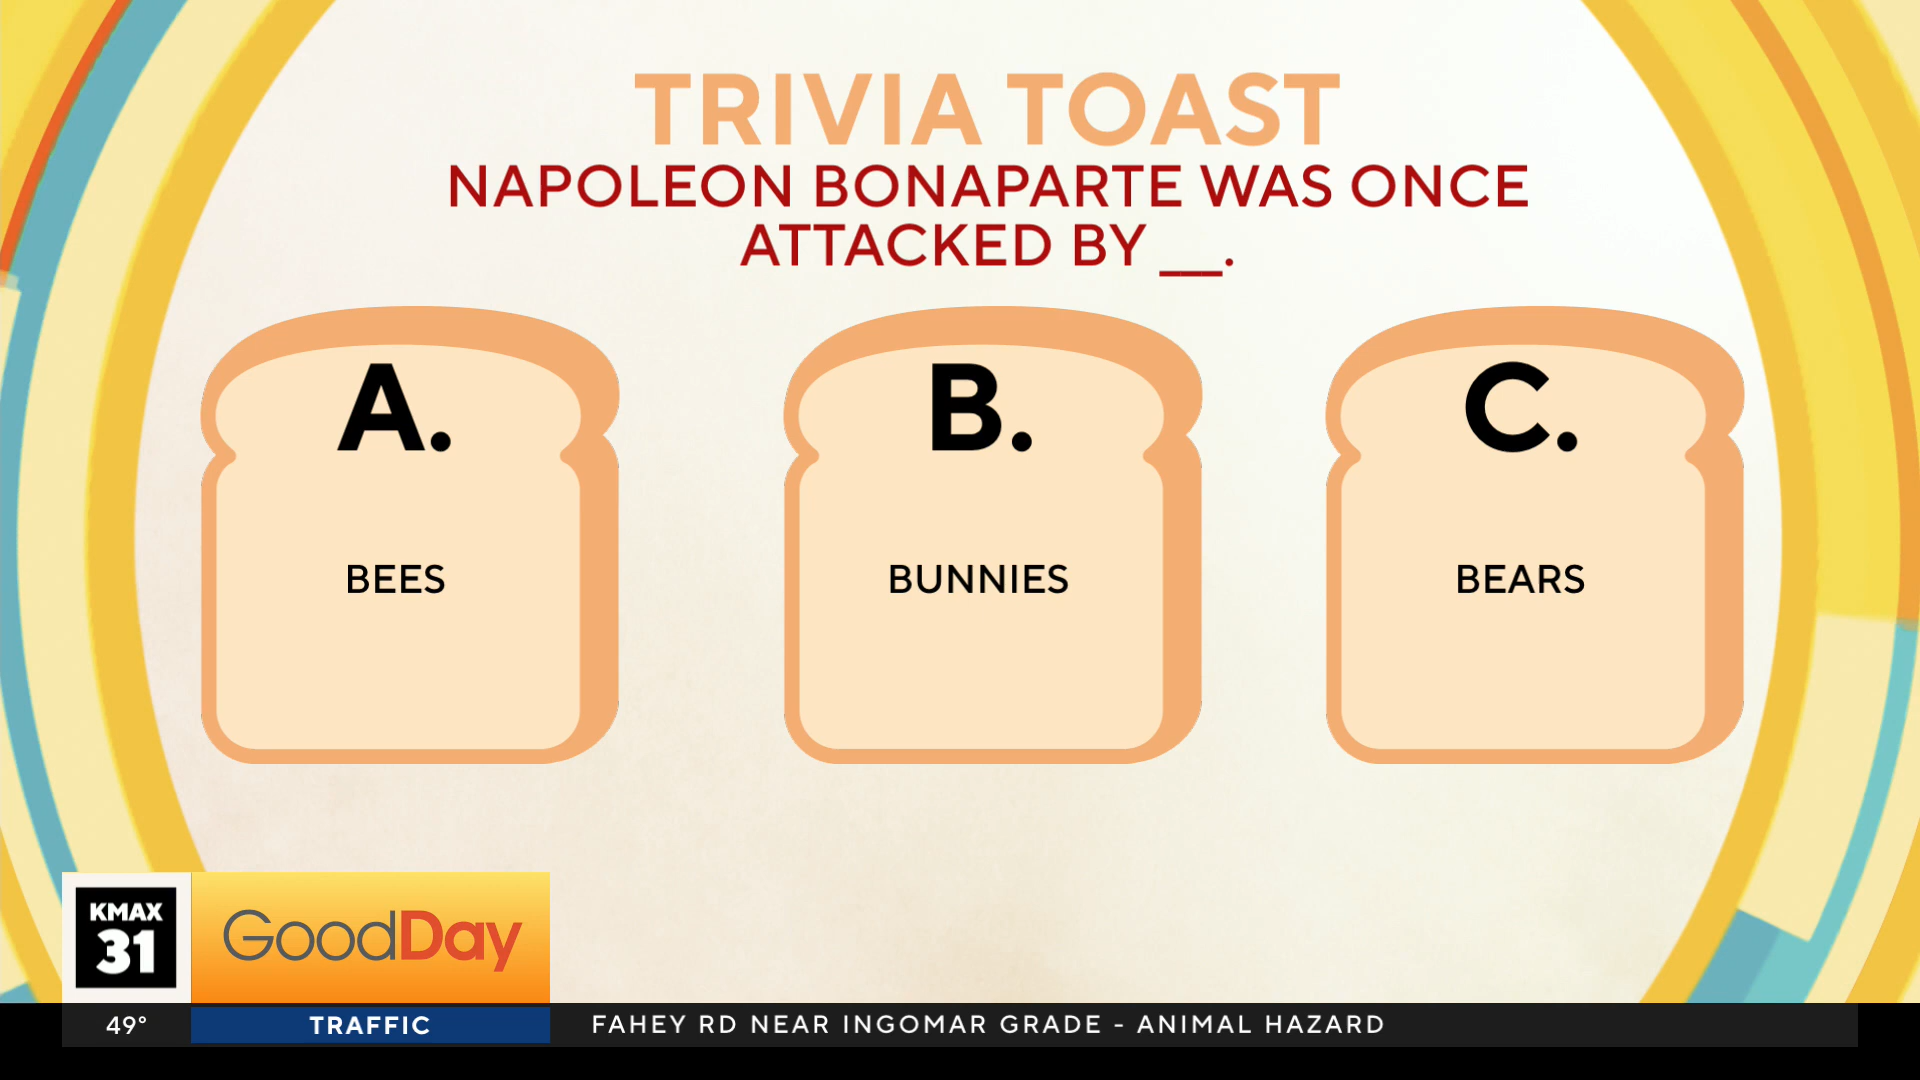 TRIVIA TOAST
NAPOLEON BONAPARTE WAS ONCE
ATTACKED BY ___.
A.
BEES
B.
BUNNIES
C.
BEARS
KMAX
31
GoodDay
49°
TRAFFIC
FAHEY RD NEAR INGOMAR GRADE - ANIMAL HAZARD